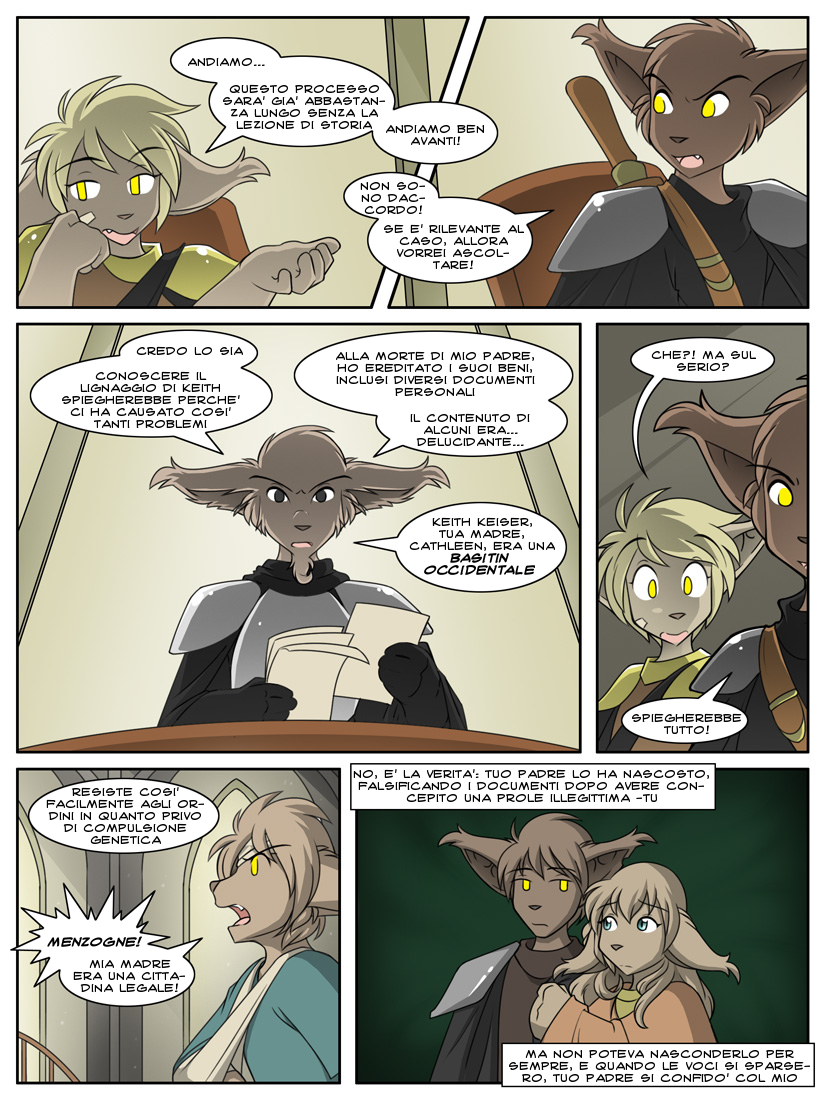 ANDIAMO...
QUESTO PROCESSO
SARA' GIA' ABBASTAN-
ZA LUNGO SENZA LA
LEZIONE DI STORIA
ANDIAMO BEN
AVANTI!
NON SO-
NO DAC-
CORDO!
SE E' RILEVANTE AL
CASO, ALLORA
VORREI ASCOL-
TARE!
CREDO LO SIA
CONOSCERE IL
LIGNAGGIO DI KEITH
SPIEGHEREBBE PERCHE'
CI HA CAUSATO COSI'
TANTI PROBLEMI
ALLA MORTE DI MIO PADRE,
HO EREDITATO I SUOI BENI,
INCLUSI DIVERSI DOCUMENTI
PERSONALI
IL CONTENUTO DI
ALCUNI ERA...
DELUCIDANTE...
KEITH KEISER,
TUA MADRE,
CATHLEEN, ERA UNA
BASITIN
OCCIDENTALE
CHE?! MA SUL
SERIO?
SPIEGHEREBBE
TUTTO!
RESISTE COSI'
FACILMENTE AGLI OR-
DINI IN QUANTO PRIVO
DI COMPULSIONE
GENETICA
MENZOGNE!
MIA MADRE
ERA UNA CITTA-
DINA LEGALE!
NO, E' LA VERITA': TUO PADRE LO HA NASCOSTO,
FALSIFICANDO I DOCUMENTI DOPO AVERE CON-
CEPITO UNA PROLE ILLEGITTIMA -TU
MA NON POTEVA NASCONDERLO PER
SEMPRE, E QUANDO LE VOCI SI SPARSE-
RO, TUO PADRE SI CONFIDO' COL MIO